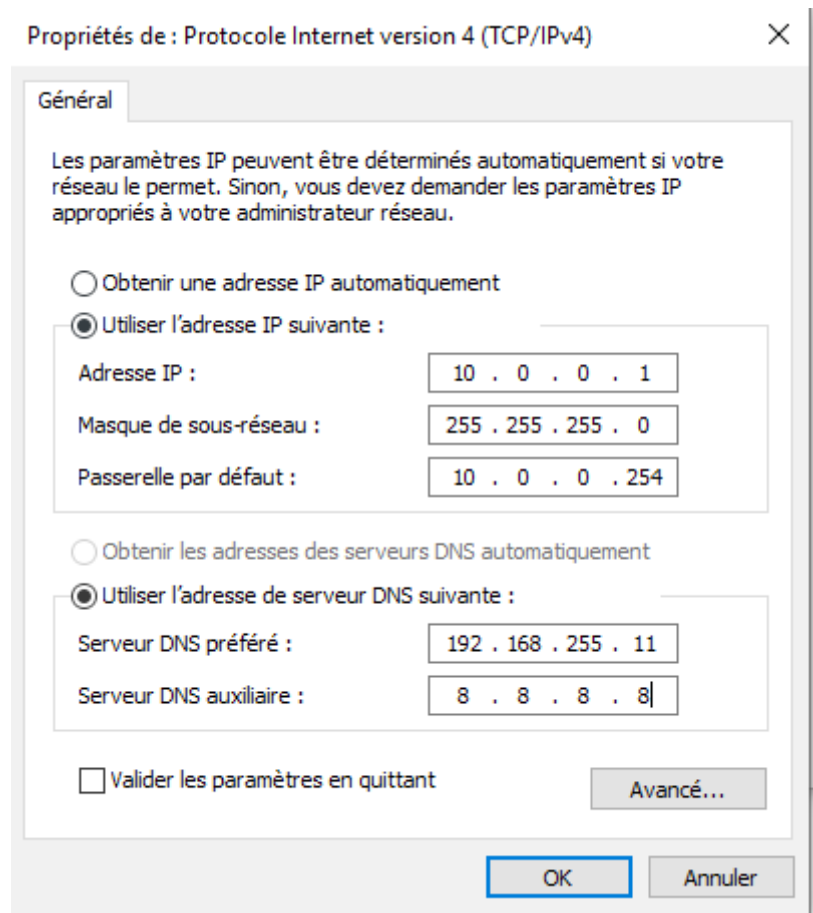 Propriétés de : Protocole Internet version 4 (TCP/IPv4)
Général
Les paramètres IP peuvent être déterminés automatiquement si votre
réseau le permet. Sinon, vous devez demander les paramètres IP
appropriés à votre administrateur réseau.
Obtenir une adresse IP automatiquement
Utiliser l’adresse IP suivante :
Adresse IP : 10 . 0 . 0 . 1
Masque de sous-réseau : 255 . 255 . 255 . 0
Passerelle par défaut : 10 . 0 . 0 . 254
Obtenir les adresses des serveurs DNS automatiquement
Utiliser l’adresse de serveur DNS suivante :
Serveur DNS préféré : 192 . 168 . 255 . 11
Serveur DNS auxiliaire : 8 . 8 . 8 . 8
Valider les paramètres en quittant
Avancé...
OK Annuler